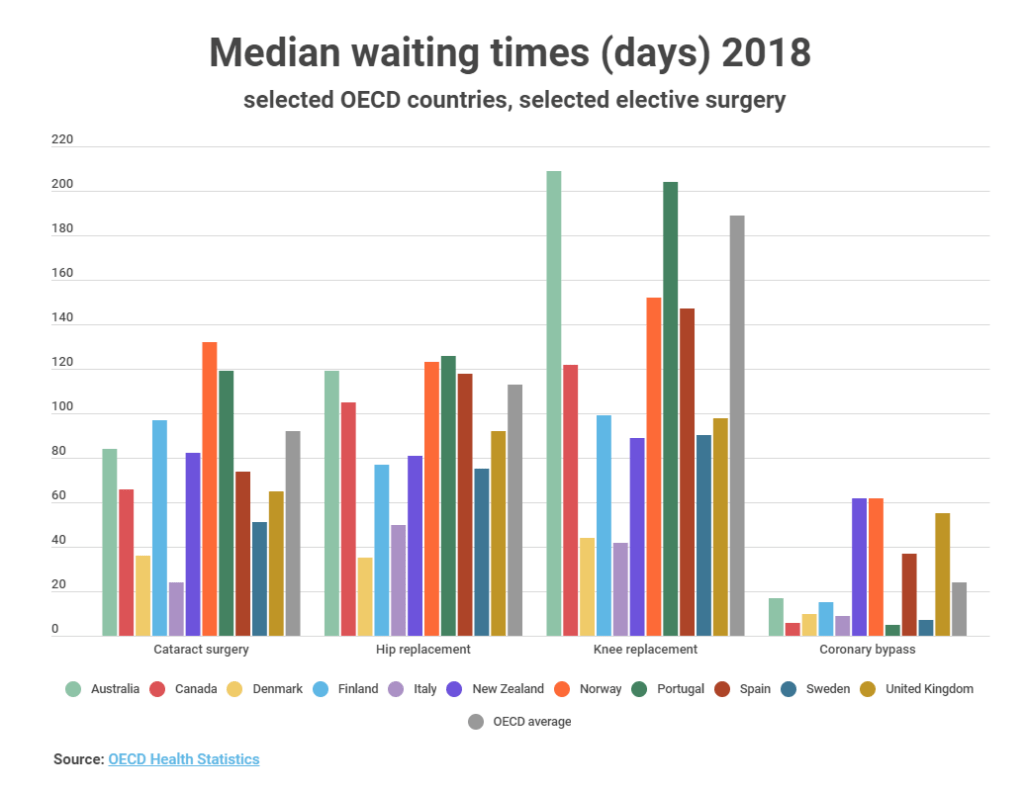 Median waiting times (days) 2018
selected OECD countries, selected elective surgery
220
200
180
160
140
120
100
80
60
40
20
0
Cataract surgery Hip replacement Knee replacement Coronary bypass
Australia Canada Denmark Finland Italy New Zealand Norway Portugal Spain Sweden United Kingdom
OECD average
Source: OECD Health Statistics